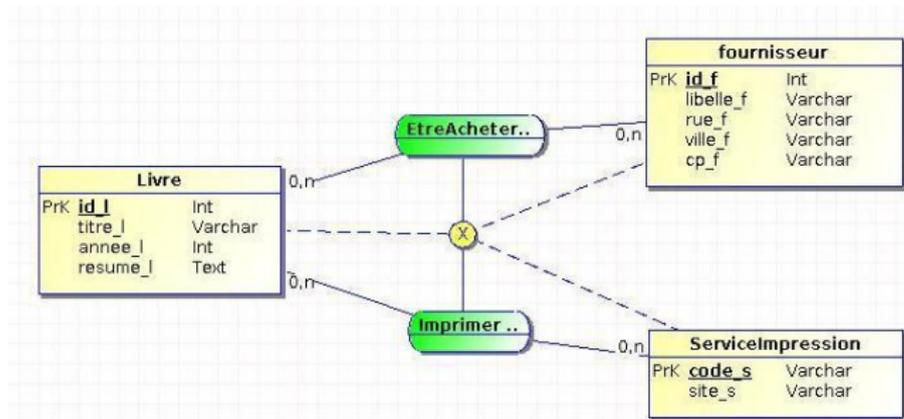 fournisseur
PrK id_f Int
libelle_f Varchar
rue_f Varchar
ville_f Varchar
cp_f Varchar
EtreAcheter..
0,n
0,n
Livre
PrK id_l Int
titre_l Varchar
annee_l Int
resume_l Text
X
0,n
Imprimer ..
0,n
ServiceImpression
PrK code_s Varchar
site_s Varchar